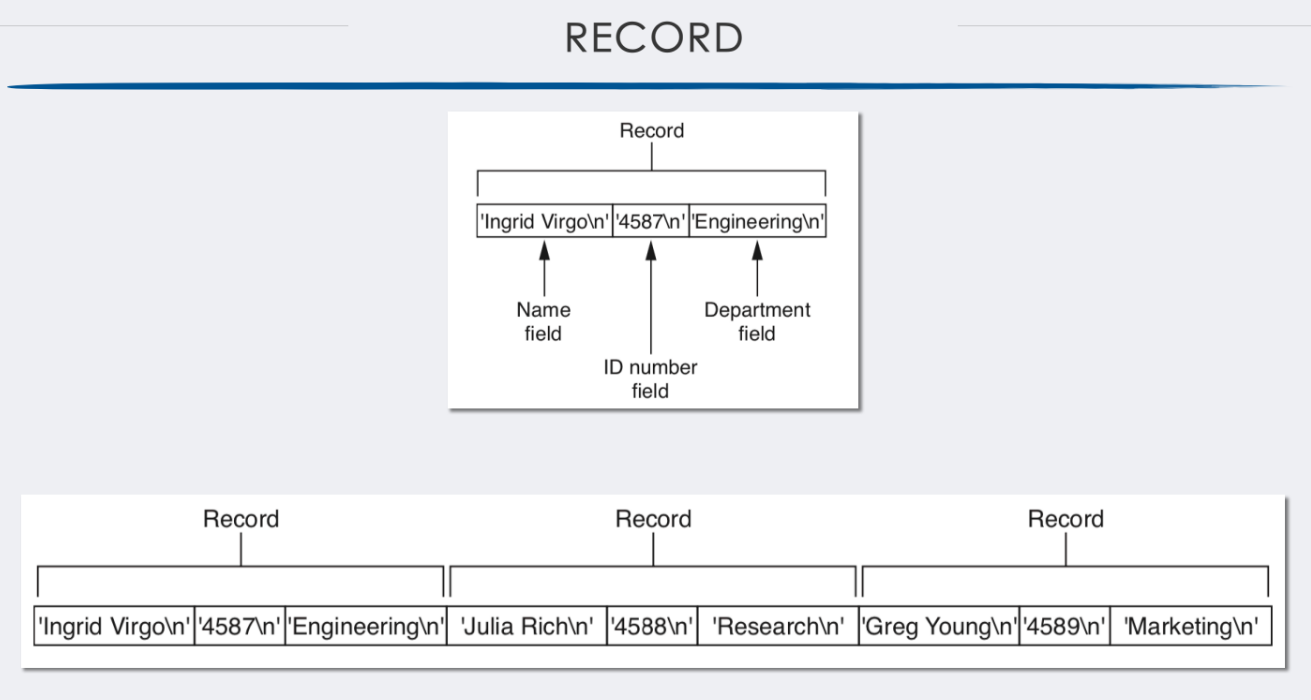 RECORD
Record
'Ingrid Virgo\n' '4587\n' 'Engineering\n'
Name
field
Department
field
ID number
field
Record Record Record
'Ingrid Virgo\n' '4587\n' 'Engineering\n' 'Julia Rich\n' '4588\n' 'Research\n' 'Greg Young\n' '4589\n' 'Marketing\n'